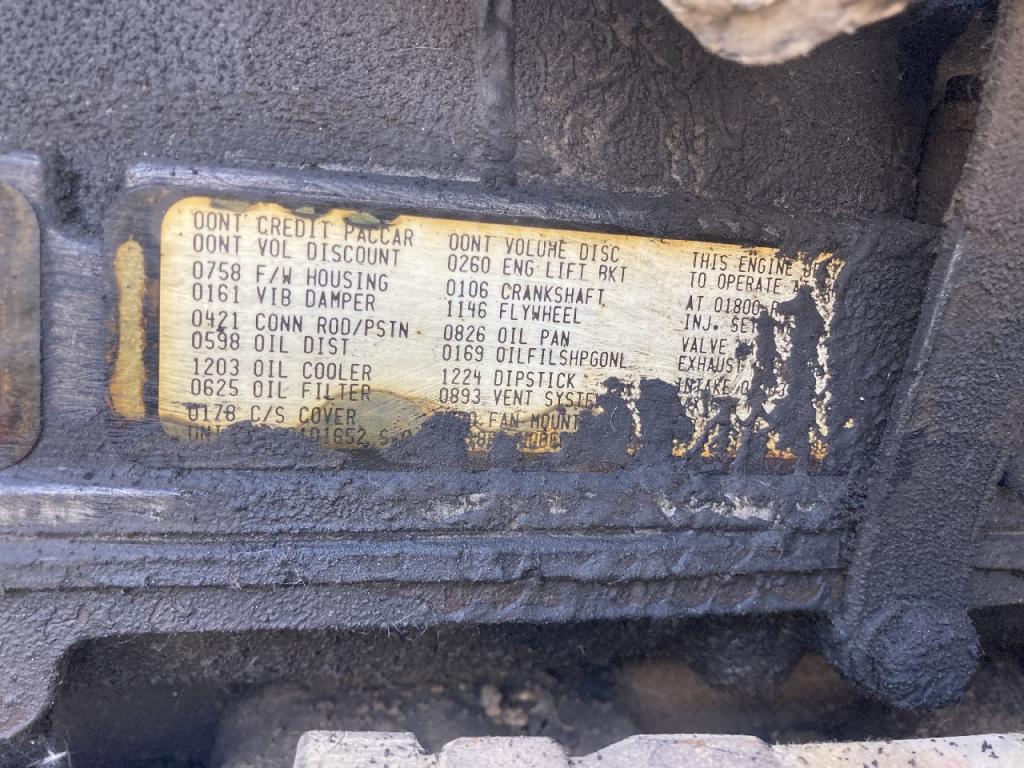 OONT CREDIT PACCAR
OONT VOL DISCOUNT
0758 F/W HOUSING
0161 VIB DAMPER
0421 CONN ROD/PSTN
0598 OIL DIST
1203 OIL COOLER
0625 OIL FILTER
0178 C/S COVER
OONT VOLUME DISC
0260 ENG LIFT BKT
0106 CRANKSHAFT
1146 FLYWHEEL
0826 OIL PAN
0169 OILFILSHPGONL
1224 DIPSTICK
0893 VENT
FAN MOUNT
THIS ENGINE
TO OPERATE
AT 01800
INJ.
VALVE
EXHAUST
INTAKE